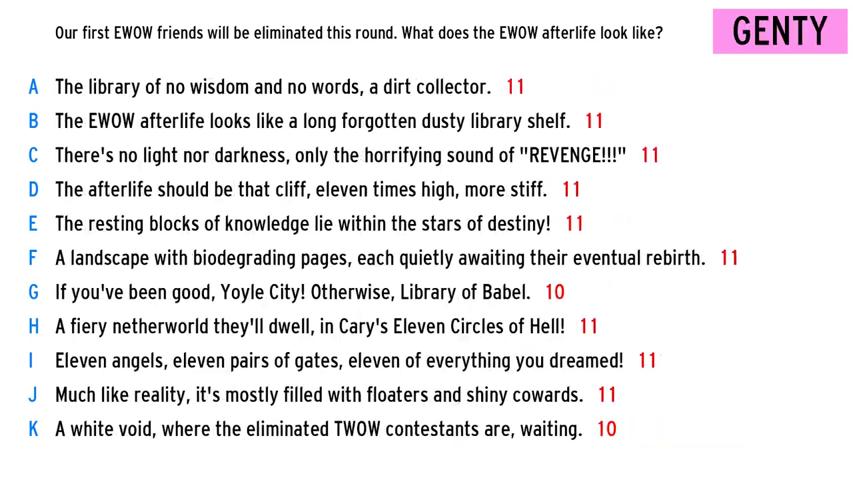 Our first EWOW friends will be eliminated this round. What does the EWOW afterlife look like?
GENTY
A The library of no wisdom and no words, a dirt collector. 11
B The EWOW afterlife looks like a long forgotten dusty library shelf. 11
C There's no light nor darkness, only the horrifying sound of "REVENGE!!!" 11
D The afterlife should be that cliff, eleven times high, more stiff. 11
E The resting blocks of knowledge lie within the stars of destiny! 11
F A landscape with biodegrading pages, each quietly awaiting their eventual rebirth. 11
G If you've been good, Yoyle City! Otherwise, Library of Babel. 10
H A fiery netherworld they'll dwell, in Cary's Eleven Circles of Hell! 11
I Eleven angels, eleven pairs of gates, eleven of everything you dreamed! 11
J Much like reality, it's mostly filled with floaters and shiny cowards. 11
K A white void, where the eliminated TWOW contestants are, waiting. 10